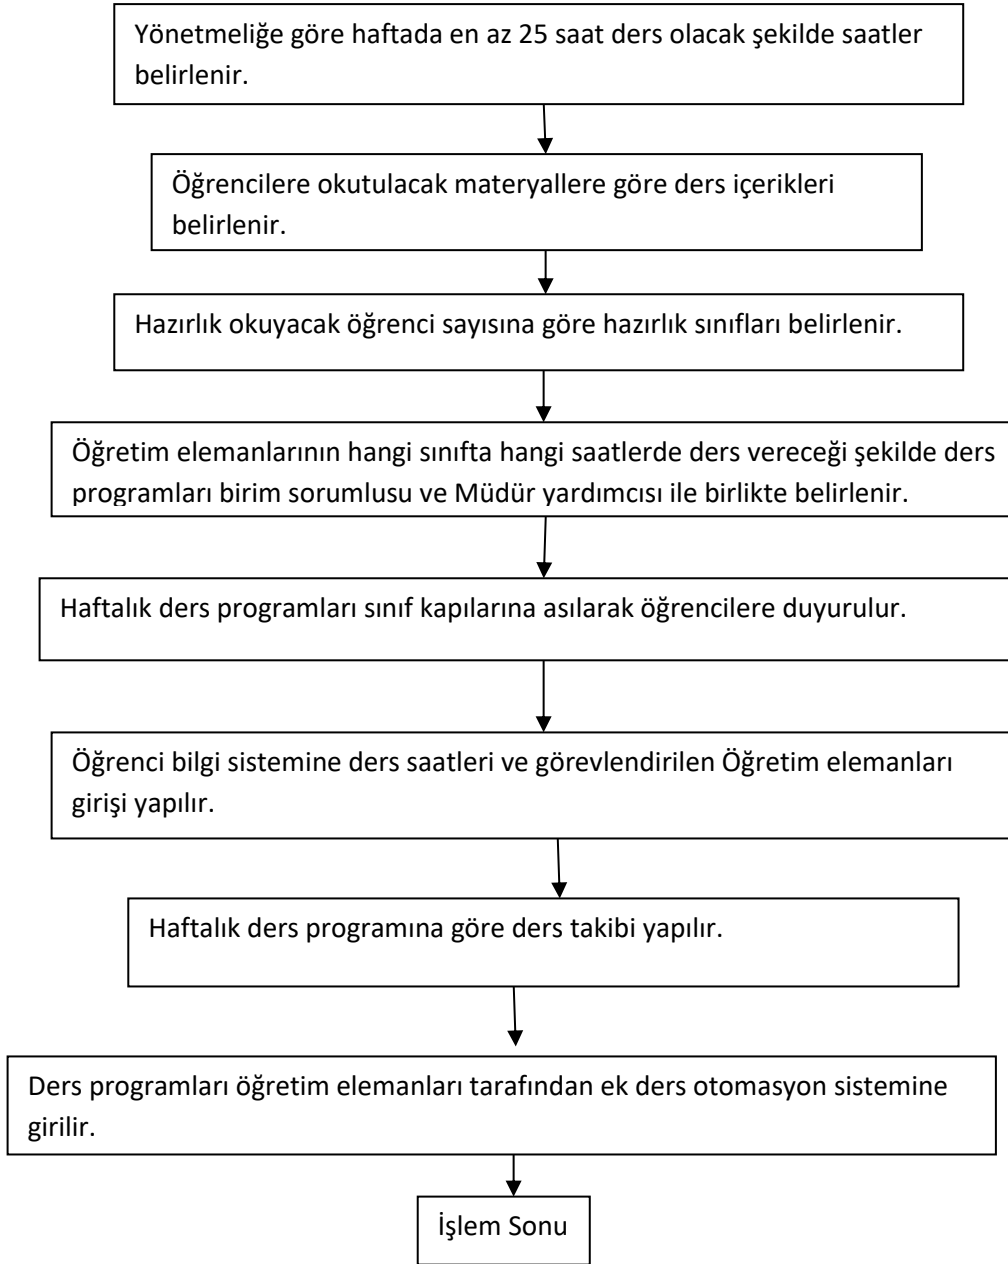 Yönetmeliğe göre haftada en az 25 saat ders olacak şekilde saatler
belirlenir.
Öğrencilere okutulacak materyallere göre ders içerikleri
belirlenir.
Hazırlık okuyacak öğrenci sayısına göre hazırlık sınıfları belirlenir.
Öğretim elemanlarının hangi sınıfta hangi saatlerde ders vereceği şekilde ders
programları birim sorumlusu ve Müdür yardımcısı ile birlikte belirlenir.
Haftalık ders programları sınıf kapılarına asılarak öğrencilere duyurulur.
Öğrenci bilgi sistemine ders saatleri ve görevlendirilen Öğretim elemanları
girişi yapılır.
Haftalık ders programına göre ders takibi yapılır.
Ders programları öğretim elemanları tarafından ek ders otomasyon sistemine
girilir.
İşlem Sonu